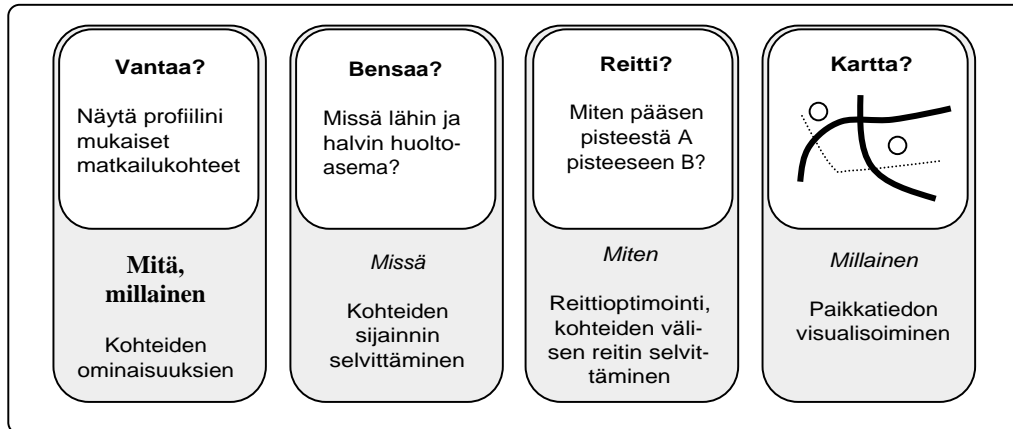 Vantaa?
Näytä profiilini
mukaiset
matkailukohteet
Mitä,
millainen
Kohteiden
ominaisuuksien
Bensaa?
Missä lähin ja
halvin huolto-
asema?
Missä
Kohteiden
sijainnin
selvittäminen
Reitti?
Miten pääsen
pisteestä A
pisteeseen B?
Miten
Reittioptimointi,
kohteiden väli-
sen reitin selvit-
täminen
Kartta?
Millainen
Paikkatiedon
visualisoiminen